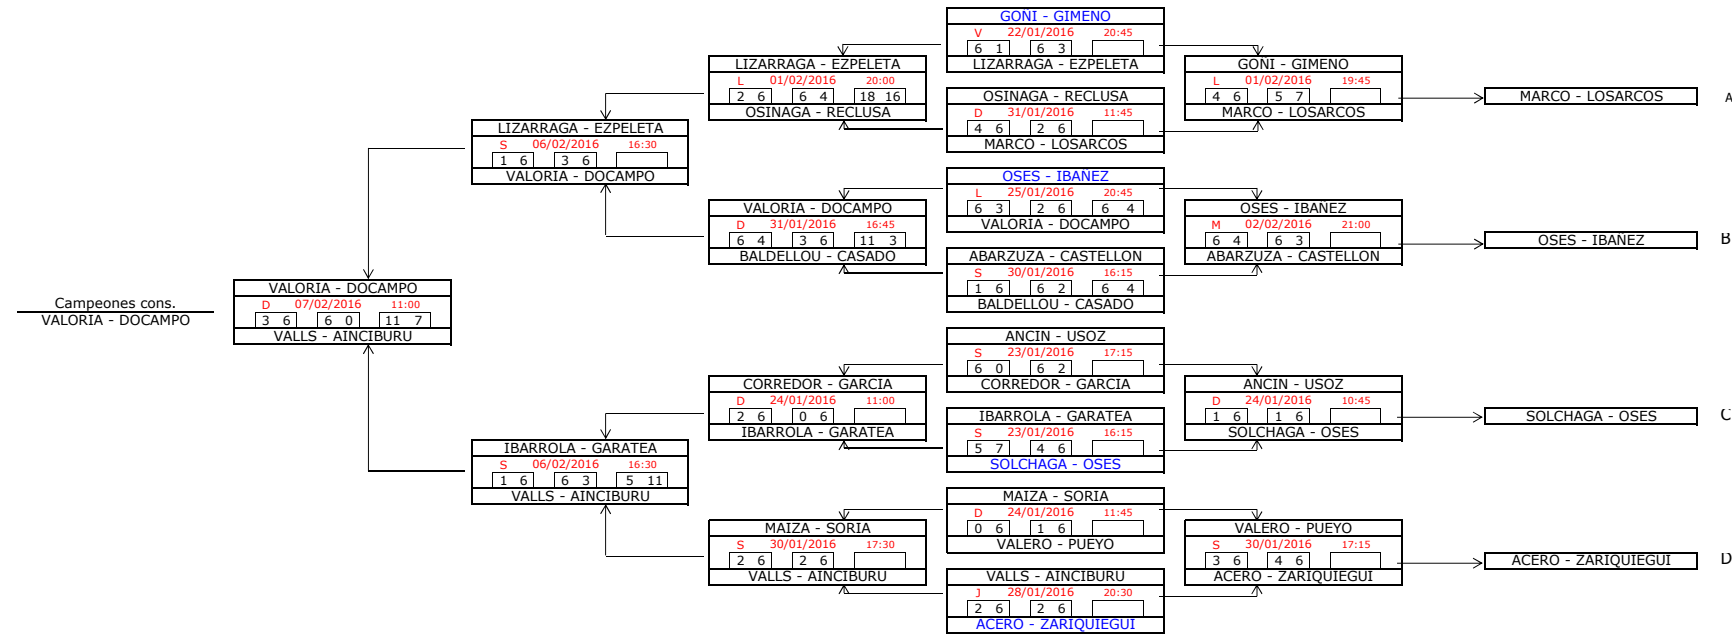 Campeones cons.
VALORIA - DOCAMPO
VALORIA - DOCAMPO
D 07/02/2016 11:00
3 6 6 0 11 7
VALLS - AINCIBURU
LIZARRAGA - EZPELETA
S 06/02/2016 16:30
1 6 3 6
VALORIA - DOCAMPO
IBARROLA - GARATEA
S 06/02/2016 16:30
1 6 6 3 5 11
VALLS - AINCIBURU
LIZARRAGA - EZPELETA
L 01/02/2016 20:00
2 6 6 4 18 16
OSINAGA - RECLUSA
VALORIA - DOCAMPO
D 31/01/2016 16:45
6 4 3 6 11 3
BALDELLOU - CASADO
CORREDOR - GARCIA
D 24/01/2016 11:00
2 6 0 6
IBARROLA - GARATEA
MAIZA - SORIA
S 30/01/2016 17:30
2 6 2 6
VALLS - AINCIBURU
GOÑI - GIMENO
V 22/01/2016 20:45
6 1 6 3
LIZARRAGA - EZPELETA
OSINAGA - RECLUSA
D 31/01/2016 11:45
4 6 2 6
MARCO - LOSARCOS
OSES - IBAÑEZ
L 25/01/2016 20:45
6 3 2 6 6 4
VALORIA - DOCAMPO
ABARZUZA - CASTELLON
S 30/01/2016 16:15
1 6 6 2 6 4
BALDELLOU - CASADO
ANCIN - USOZ
S 23/01/2016 17:15
6 0 6 2
CORREDOR - GARCIA
IBARROLA - GARATEA
S 23/01/2016 16:15
5 7 4 6
SOLCHAGA - OSES
MAIZA - SORIA
D 24/01/2016 11:45
0 6 1 6
VALERO - PUEYO
VALLS - AINCIBURU
J 28/01/2016 20:30
2 6 2 6
ACERO - ZARIQUIEGUI
GOÑI - GIMENO
L 01/02/2016 19:45
4 6 5 7
MARCO - LOSARCOS
OSES - IBAÑEZ
M 02/02/2016 21:00
6 4 6 3
ABARZUZA - CASTELLON
ANCIN - USOZ
D 24/01/2016 10:45
1 6 1 6
SOLCHAGA - OSES
VALERO - PUEYO
S 30/01/2016 17:15
3 6 4 6
ACERO - ZARIQUIEGUI
MARCO - LOSARCOS A
OSES - IBAÑEZ B
SOLCHAGA - OSES C
ACERO - ZARIQUIEGUI D